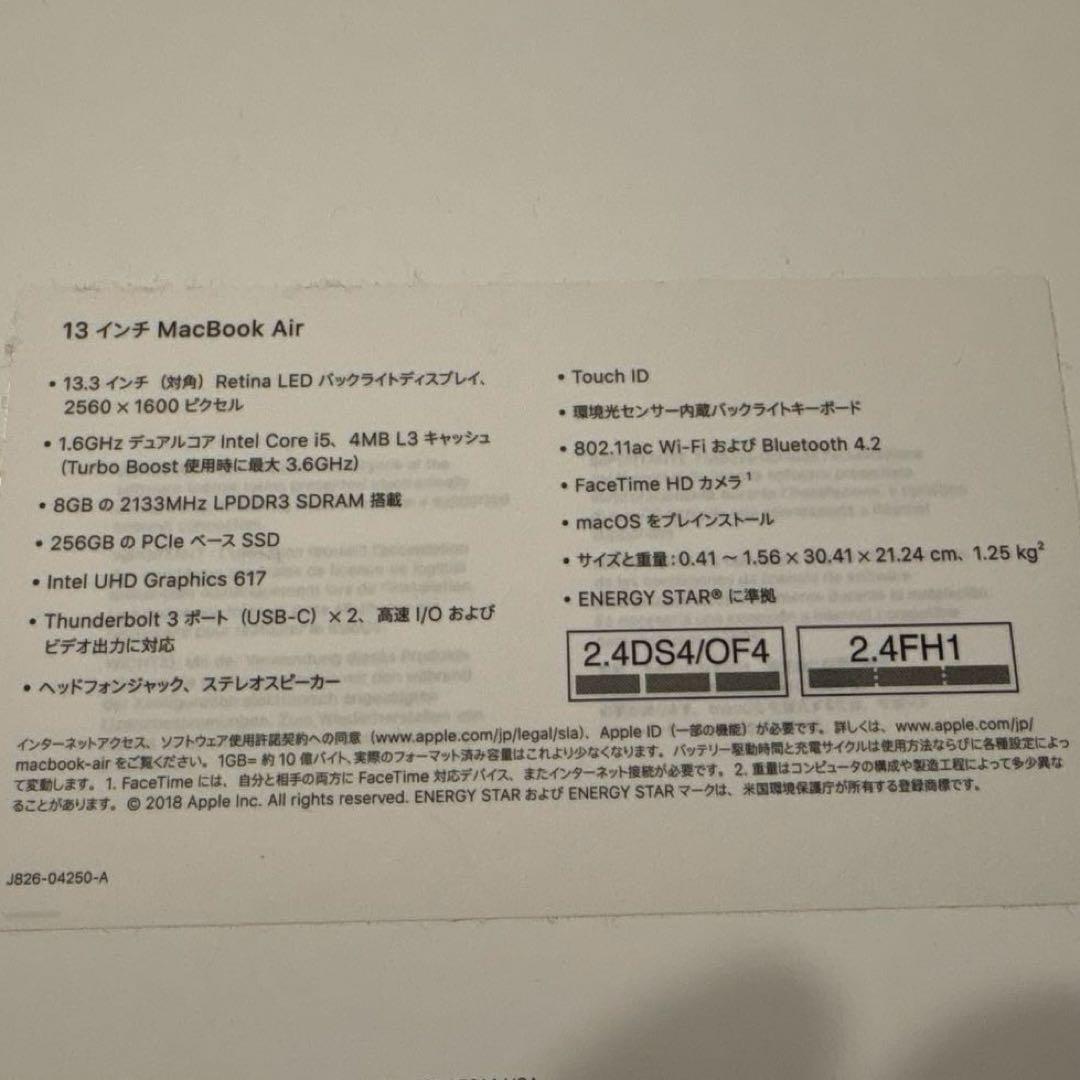 13 インチ MacBook Air
• 13.3 インチ（対角）Retina LED バックライトディスプレイ、
2560 × 1600 ピクセル
• 1.6GHz デュアルコア Intel Core i5、4MB L3 キャッシュ
(Turbo Boost 使用時に最大 3.6GHz)
• 8GB の 2133MHz LPDDR3 SDRAM 搭載
• 256GB の PCIe ベース SSD
• Intel UHD Graphics 617
• Thunderbolt 3 ポート（USB-C）× 2、高速 I/O および
ビデオ出力に対応
• ヘッドフォンジャック、ステレオスピーカー
• Touch ID
• 環境光センサー内蔵バックライトキーボード
• 802.11ac Wi-Fi および Bluetooth 4.2
• FaceTime HD カメラ¹
• macOS をプレインストール
• サイズと重量：0.41 〜 1.56 × 30.41 × 21.24 cm、1.25 kg²
• ENERGY STAR® に準拠
2.4DS4/OF4
2.4FH1
インターネットアクセス、ソフトウェア使用許諾契約への同意（www.apple.com/jp/legal/sla）、Apple ID（一部の機能）が必要です。詳しくは、www.apple.com/jp/
macbook-air をご覧ください。1GB= 約 10 億バイト、実際のフォーマット済み容量はこれより少なくなります。バッテリー駆動時間と充電サイクルは使用方法ならびに各種設定によっ
て変動します。1. FaceTime には、自分と相手の両方に FaceTime 対応デバイス、またインターネット接続が必要です。2. 重量はコンピュータの構成や製造工程によって多少異な
ることがあります。© 2018 Apple Inc. All rights reserved. ENERGY STAR および ENERGY STAR マークは、米国環境保護庁が所有する登録商標です。
J826-04250-A